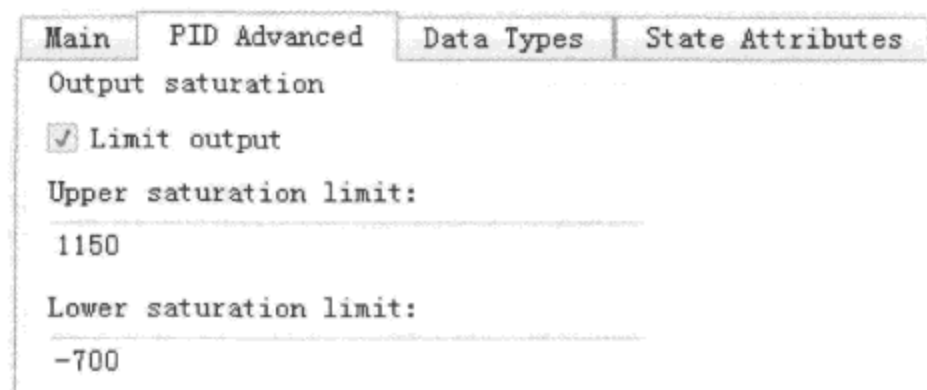 Main PID Advanced Data Types State Attributes
Output saturation
Limit output
Upper saturation limit:
1150
Lower saturation limit:
-700